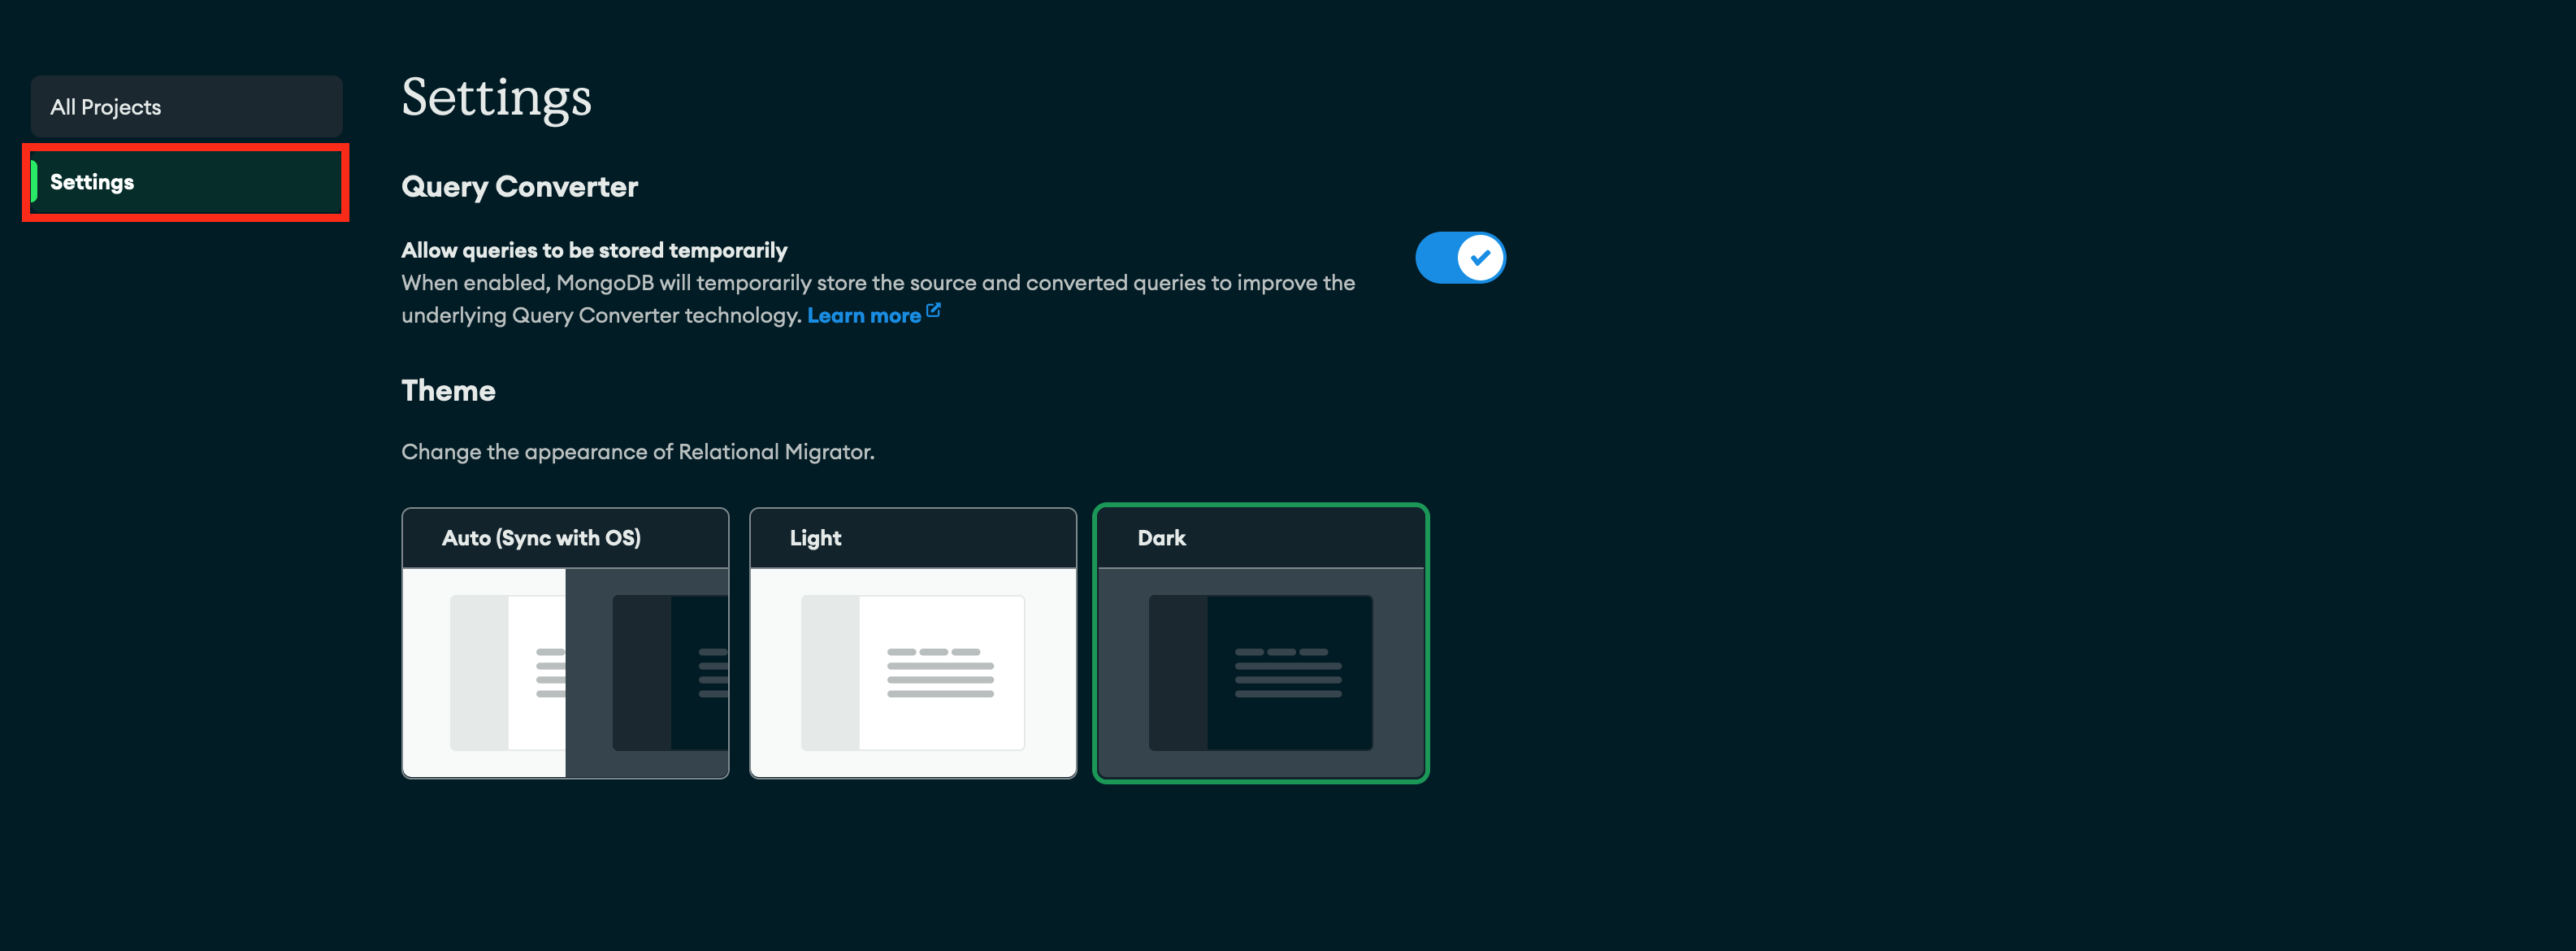 All Projects
Settings
Settings
Query Converter
Allow queries to be stored temporarily
When enabled, MongoDB will temporarily store the source and converted queries to improve the
underlying Query Converter technology. Learn more
Theme
Change the appearance of Relational Migrator.
Auto (Sync with OS)
Light
Dark